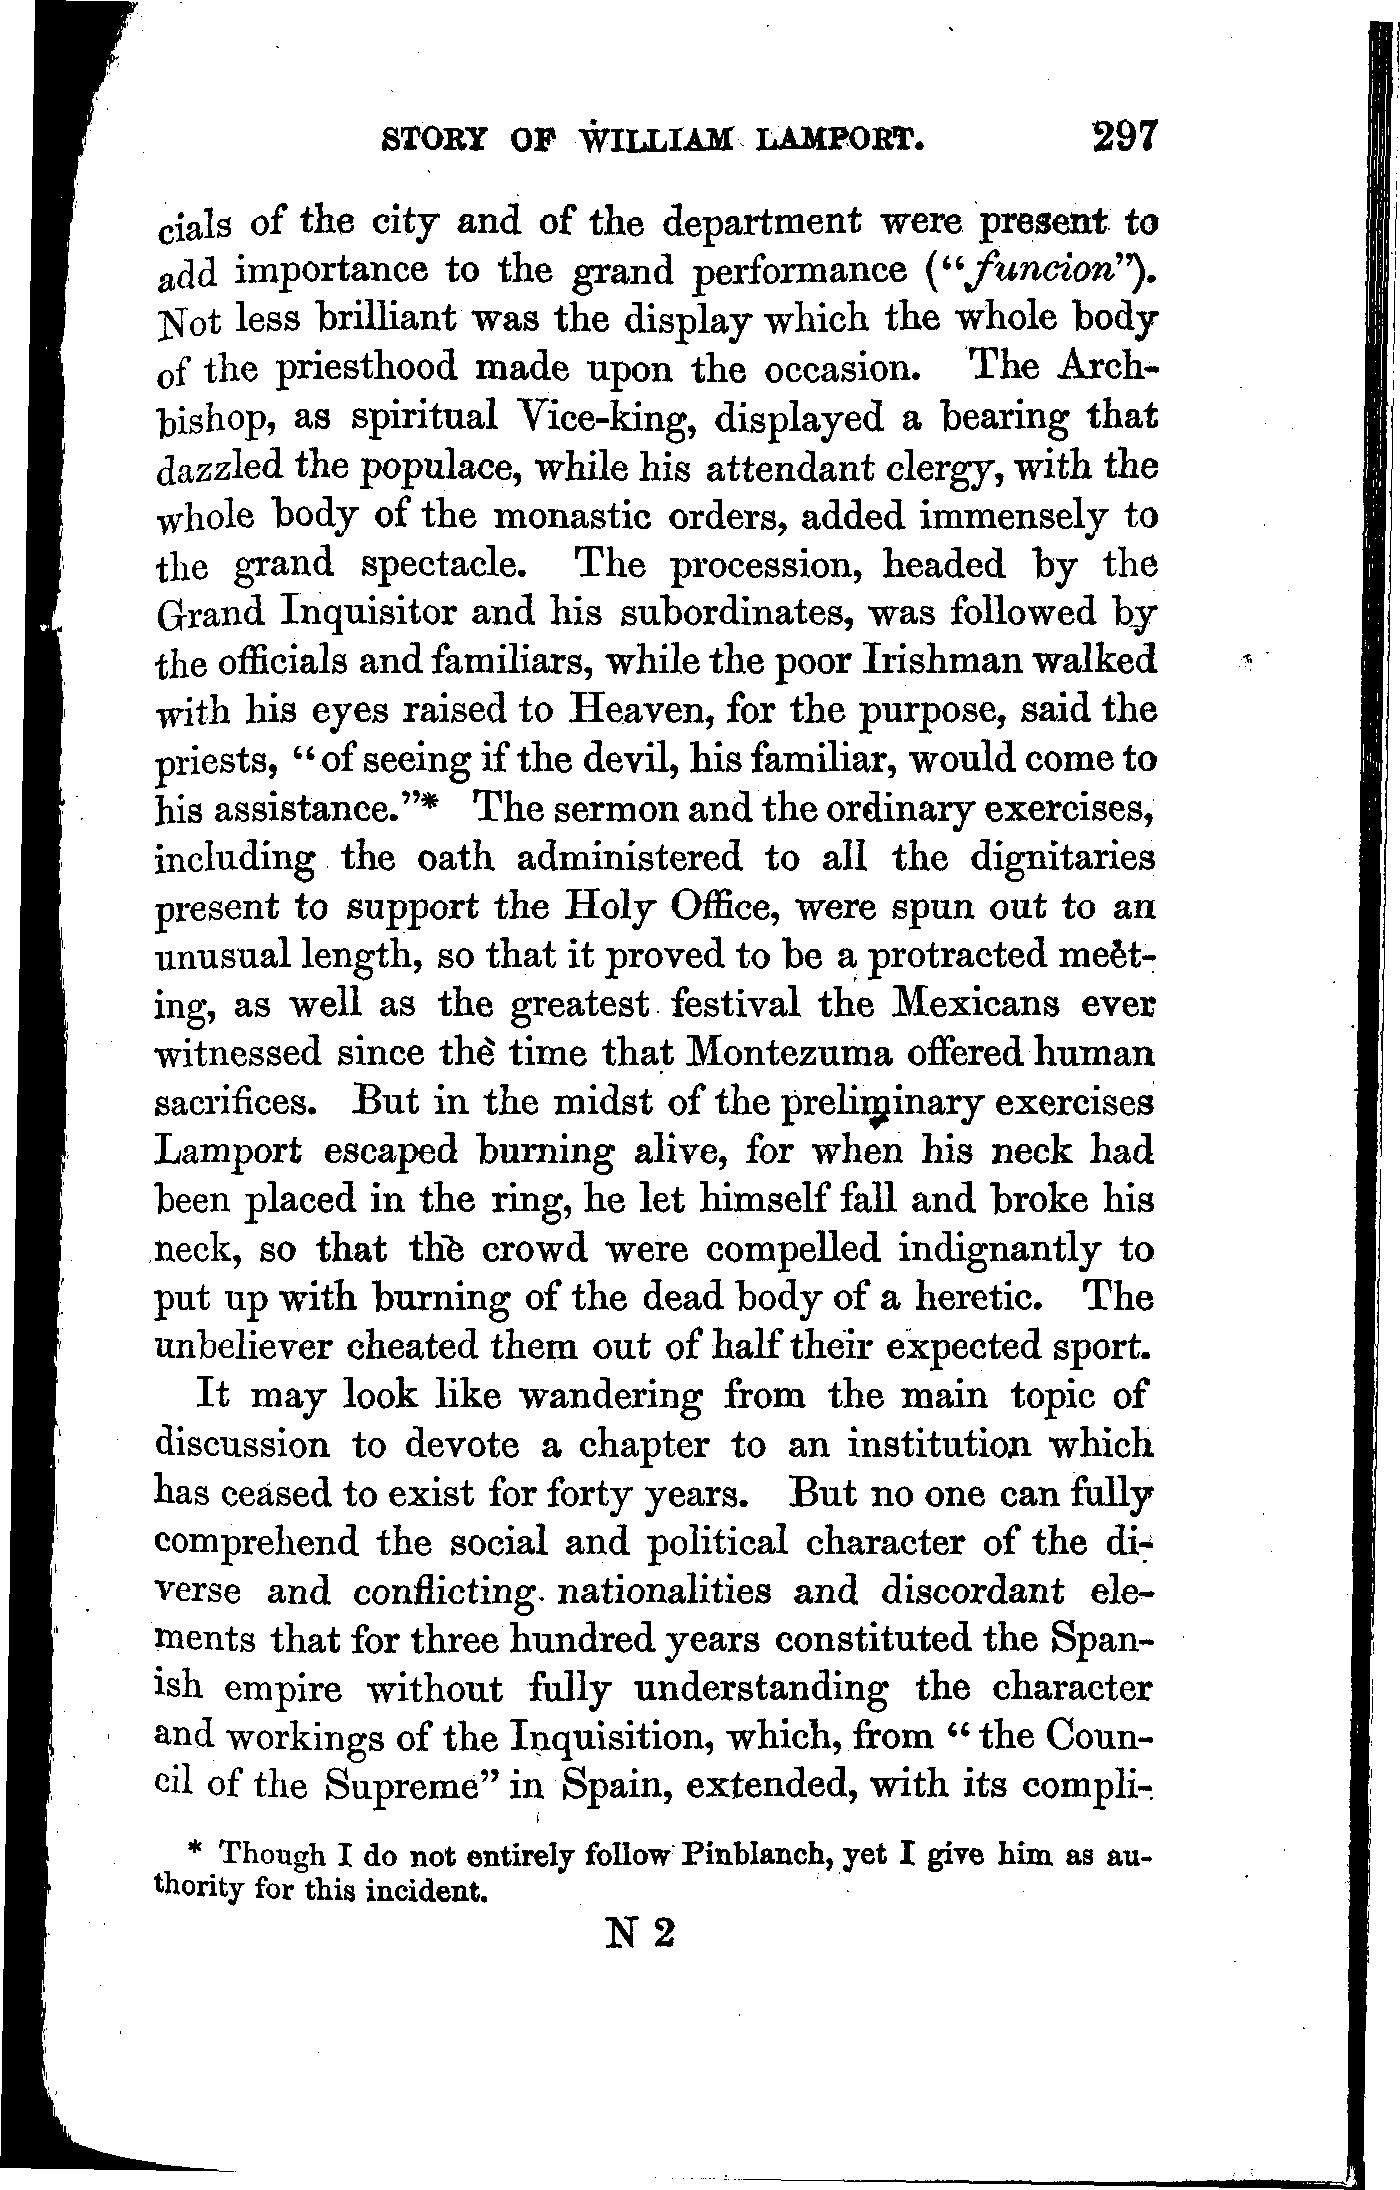 STORY OF WILLIAM LAMPORT. 297
cials of the city and of the department were present to
add importance to the grand performance (“funcion”).
Not less brilliant was the display which the whole body
of the priesthood made upon the occasion. The Arch-
bishop, as spiritual Vice-king, displayed a bearing that
dazzled the populace, while his attendant clergy, with the
whole body of the monastic orders, added immensely to
the grand spectacle. The procession, headed by the
Grand Inquisitor and his subordinates, was followed by
the officials and familiars, while the poor Irishman walked
with his eyes raised to Heaven, for the purpose, said the
priests, “of seeing if the devil, his familiar, would come to
his assistance.”* The sermon and the ordinary exercises,
including the oath administered to all the dignitaries
present to support the Holy Office, were spun out to an
unusual length, so that it proved to be a protracted meet-
ing, as well as the greatest festival the Mexicans ever
witnessed since the time that Montezuma offered human
sacrifices. But in the midst of the preliminary exercises
Lamport escaped burning alive, for when his neck had
been placed in the ring, he let himself fall and broke his
neck, so that the crowd were compelled indignantly to
put up with burning of the dead body of a heretic. The
unbeliever cheated them out of half their expected sport.
It may look like wandering from the main topic of
discussion to devote a chapter to an institution which
has ceased to exist for forty years. But no one can fully
comprehend the social and political character of the di-
verse and conflicting nationalities and discordant ele-
ments that for three hundred years constituted the Span-
ish empire without fully understanding the character
and workings of the Inquisition, which, from “the Coun-
cil of the Supreme” in Spain, extended, with its compli-
* Though I do not entirely follow Pinblanch, yet I give him as au-
thority for this incident.
N 2